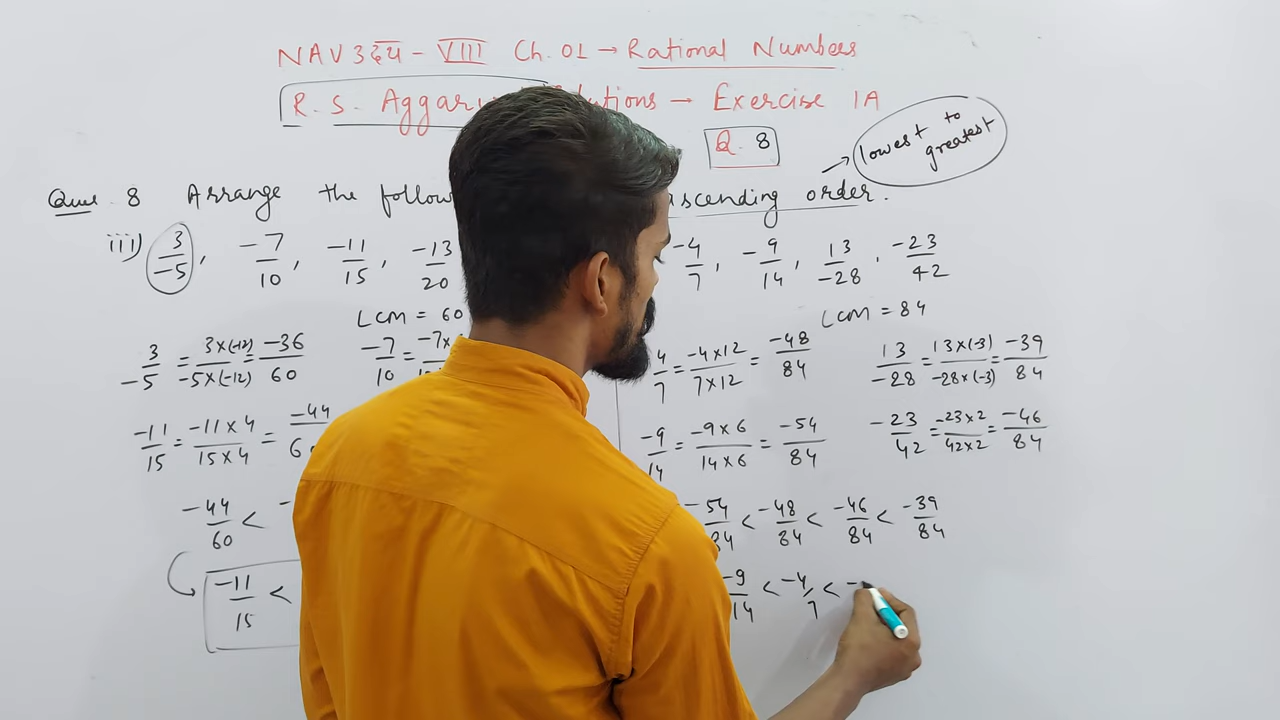 NAVउदय - VIII Ch. 01 → Rational Numbers
R. S. Aggar → Exercise 1A
Q. 8
lowest to
greatest
Ques. 8 Arrange the follow ascending order.
iii) 3/-5, -7/10, -11/15, -13/20
-4/7, -9/14, 13/-28, -23/42
LCM = 60
LCM = 84
3/-5 = 3×(-12)/-5×(-12) = -36/60
-7/10 = -7×
-11/15 = -11×4/15×4 = -44/6
-44/60 <
-11/15 <
4/7 = -4×12/7×12 = -48/84
13/-28 = 13×(-3)/-28×(-3) = -39/84
-9/14 = -9×6/14×6 = -54/84
-23/42 = -23×2/42×2 = -46/84
-54/84 < -48/84 < -46/84 < -39/84
-9/14 < -4/7 < -